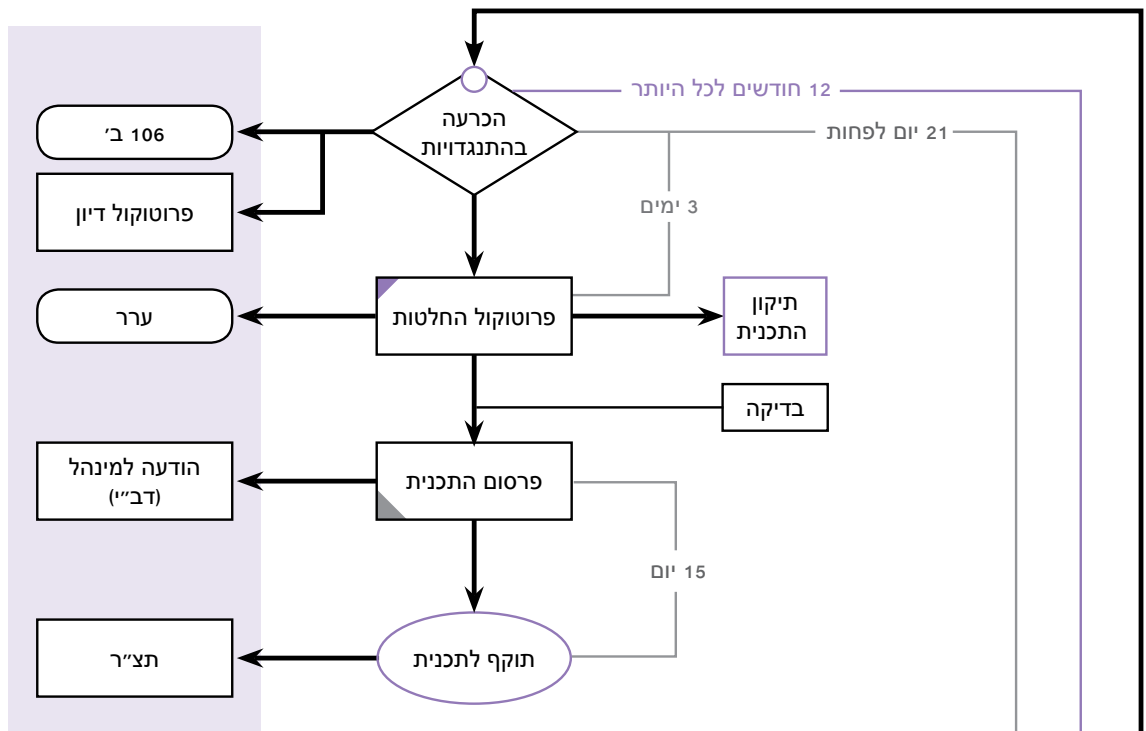 12 חודשים לכל היותר
הכרעה
בהתנגדויות
21 יום לפחות
106 ב׳
פרוטוקול דיון
3 ימים
תיקון
התכנית
פרוטוקול החלטות
ערר
בדיקה
פרסום התכנית
הודעה למינהל
(דב״י)
15 יום
תוקף לתכנית
תצ״ר